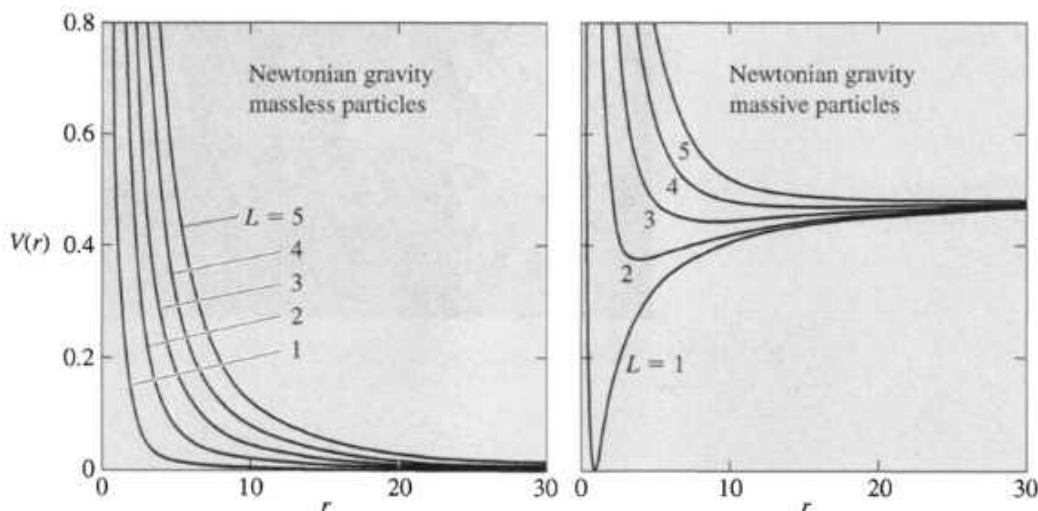 0.8
0.6
V(r) 0.4
0.2
0
0
10
20
30
r
Newtonian gravity
massless particles
L = 5
4
3
2
1
Newtonian gravity
massive particles
5
4
3
2
L = 1
0
10
20
30
r